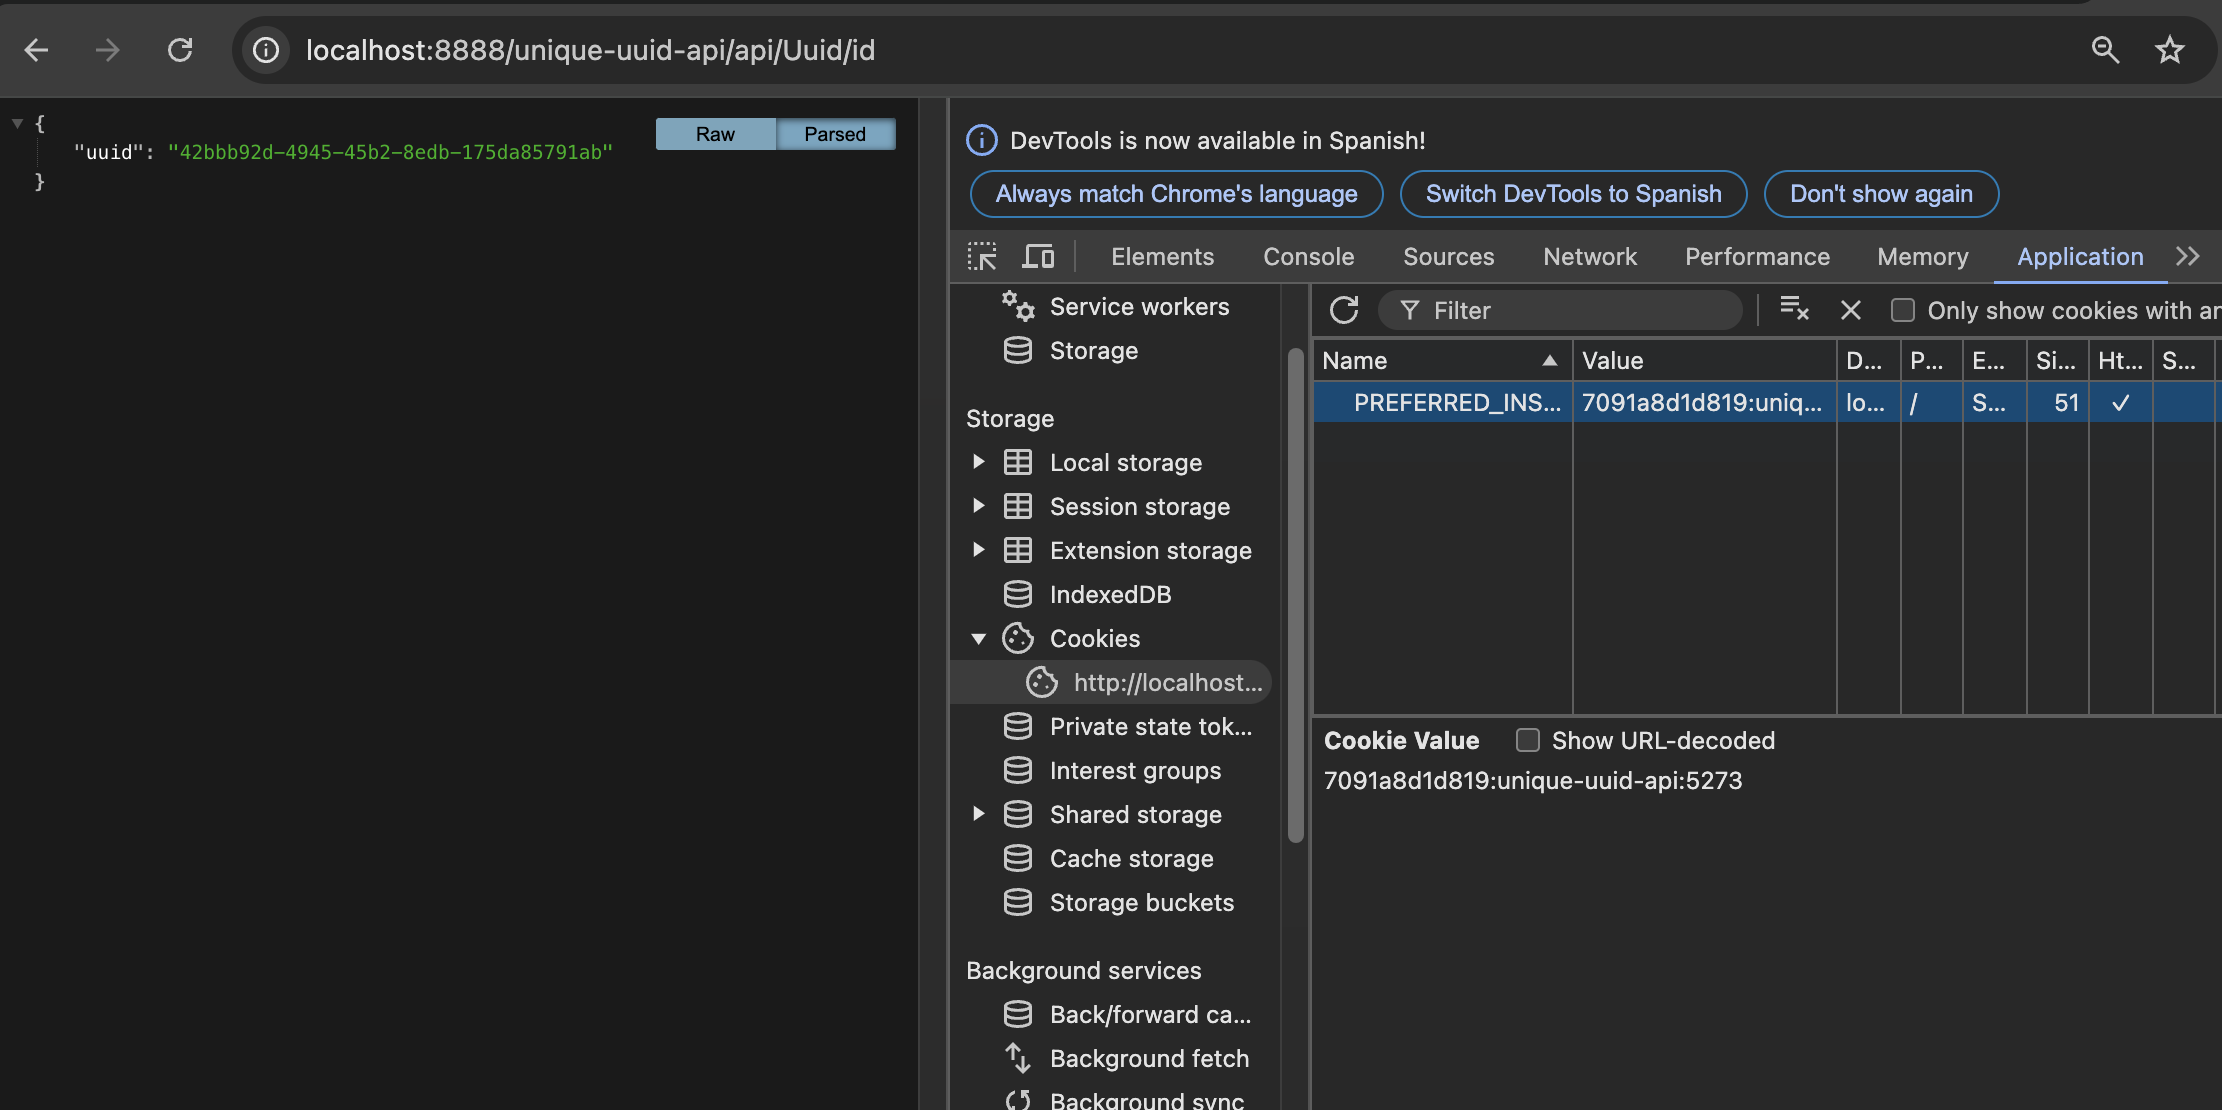 localhost:8888/unique-uuid-api/api/Uuid/id
{
"uuid": "42bbb92d-4945-45b2-8edb-175da85791ab"
}
Raw Parsed
DevTools is now available in Spanish!
Always match Chrome's language Switch DevTools to Spanish Don't show again
Elements Console Sources Network Performance Memory Application
Service workers
Storage
Storage
Local storage
Session storage
Extension storage
IndexedDB
Cookies
http://localhost...
Private state tok...
Interest groups
Shared storage
Cache storage
Storage buckets
Background services
Back/forward ca...
Background fetch
Background sync
Filter Only show cookies with an
Name Value D... P... E... Si... Ht... S...
PREFERRED_INS... 7091a8d1d819:uniq... lo... / S... 51 ✓
Cookie Value Show URL-decoded
7091a8d1d819:unique-uuid-api:5273